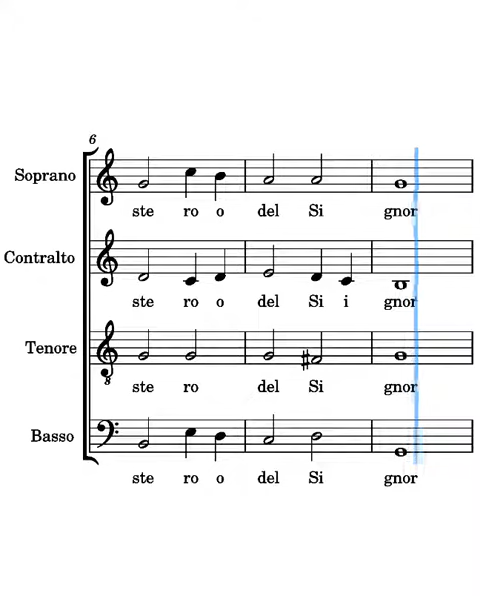 6
Soprano
ste ro o del Si gnor
Contralto
ste ro o del Si i gnor
Tenore
8
ste ro del Si gnor
Basso
ste ro o del Si gnor